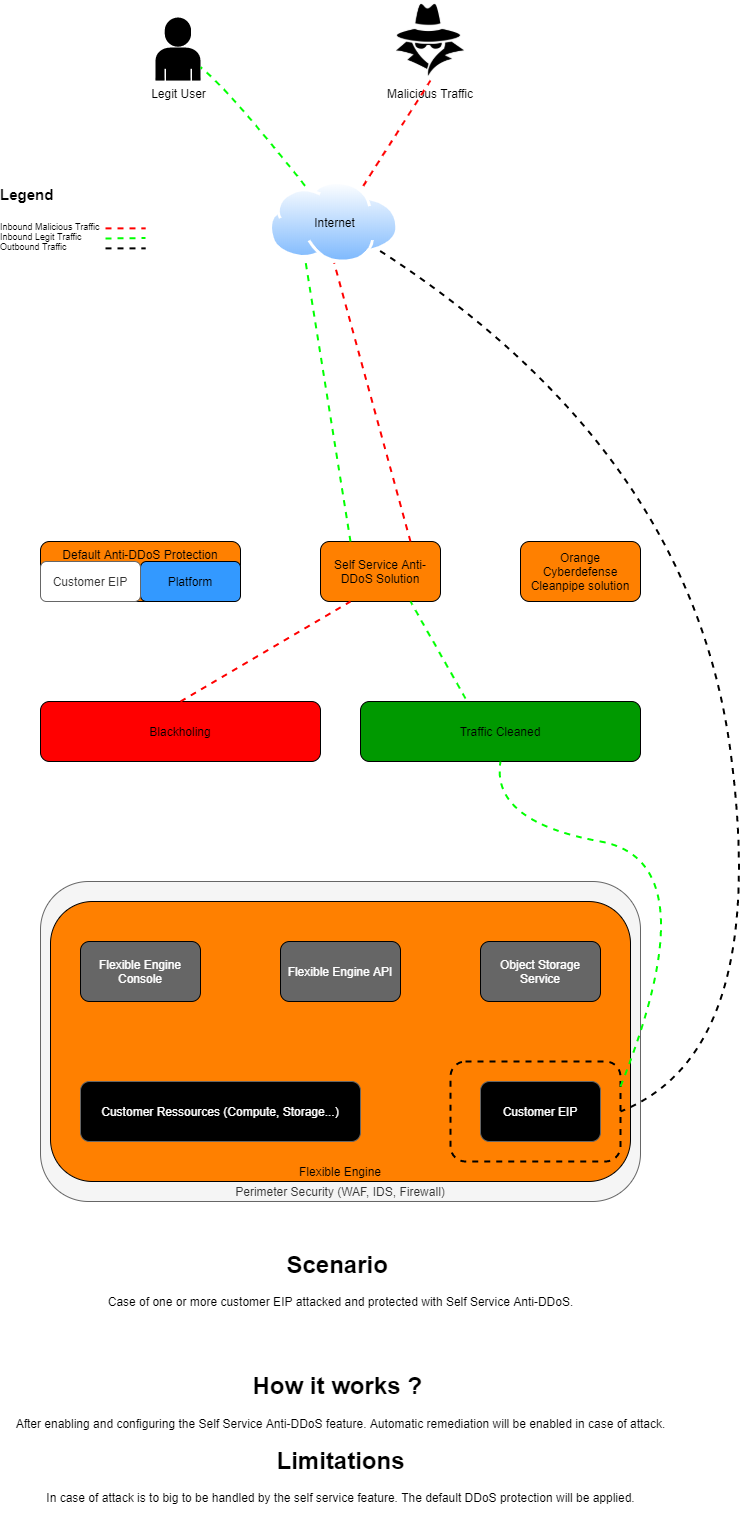 Legit User
Malicious Traffic
Legend
Internet
Inbound Malicious Traffic
Inbound Legit Traffic
Outbound Traffic
Default Anti-DDoS Protection
Customer EIP
Platform
Self Service Anti-
DDoS Solution
Orange
Cyberdefense
Cleanpipe solution
Blackholing
Traffic Cleaned
Flexible Engine
Console
Flexible Engine API
Object Storage
Service
Customer Ressources (Compute, Storage...)
Customer EIP
Flexible Engine
Perimeter Security (WAF, IDS, Firewall)
Scenario
Case of one or more customer EIP attacked and protected with Self Service Anti-DDoS.
How it works ?
After enabling and configuring the Self Service Anti-DDoS feature. Automatic remediation will be enabled in case of attack.
Limitations
In case of attack is to big to be handled by the self service feature. The default DDoS protection will be applied.